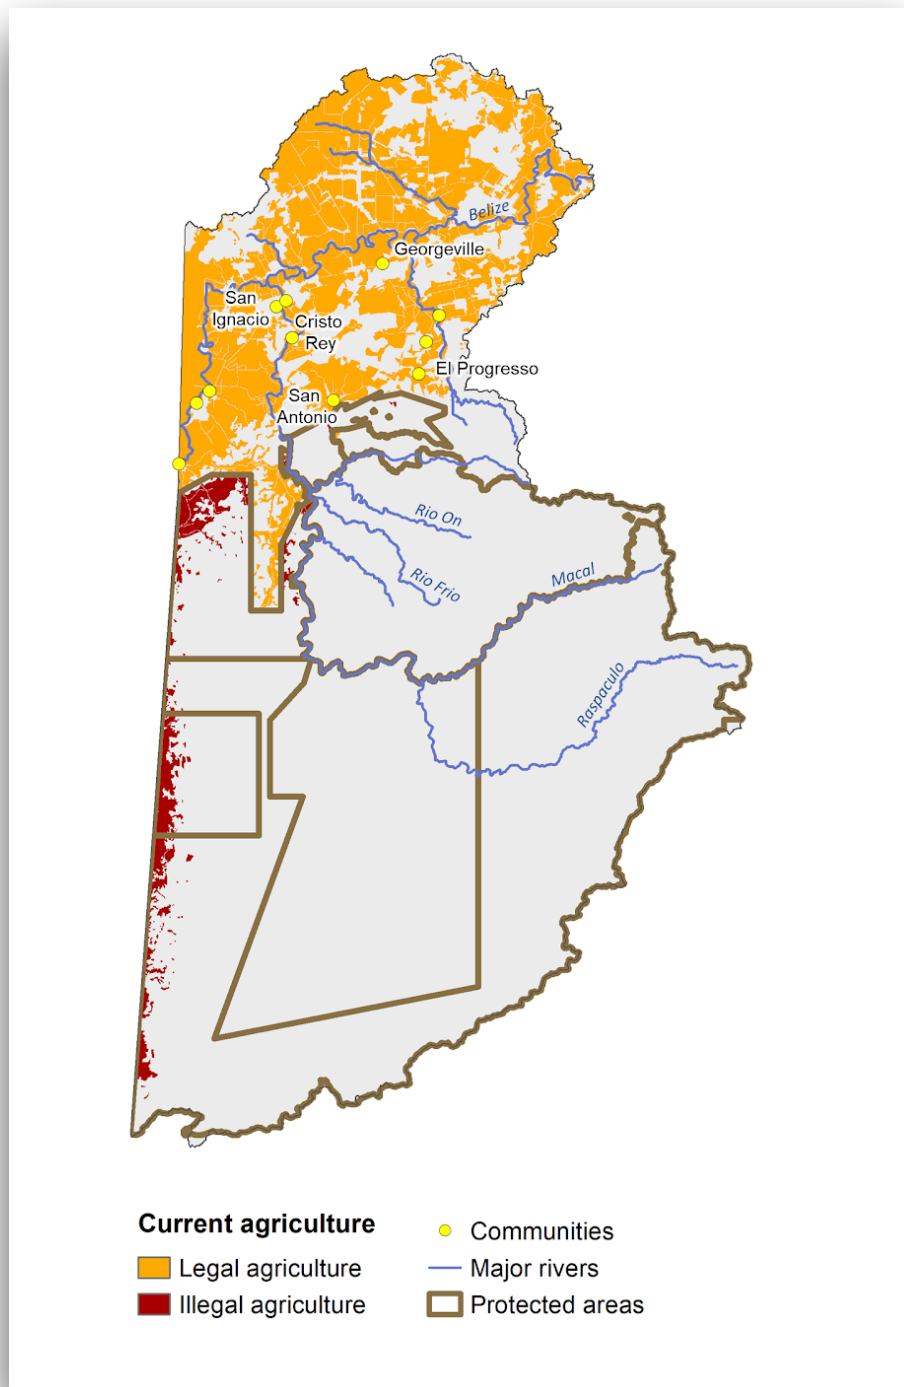 Belize
Georgeville
San
Ignacio
Cristo
Rey
El Progresso
San
Antonio
Rio On
Rio Frio
Macal
Raspaculo
Current agriculture
Legal agriculture
Illegal agriculture
Communities
Major rivers
Protected areas